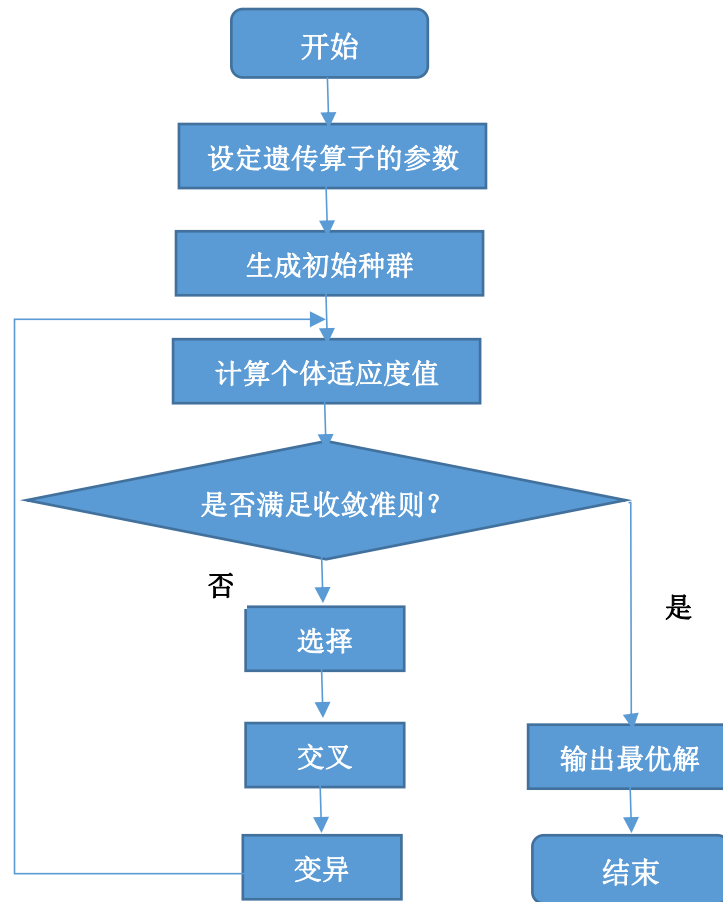 开始
设定遗传算子的参数
生成初始种群
计算个体适应度值
是否满足收敛准则？
否
是
选择
交叉
输出最优解
变异
结束